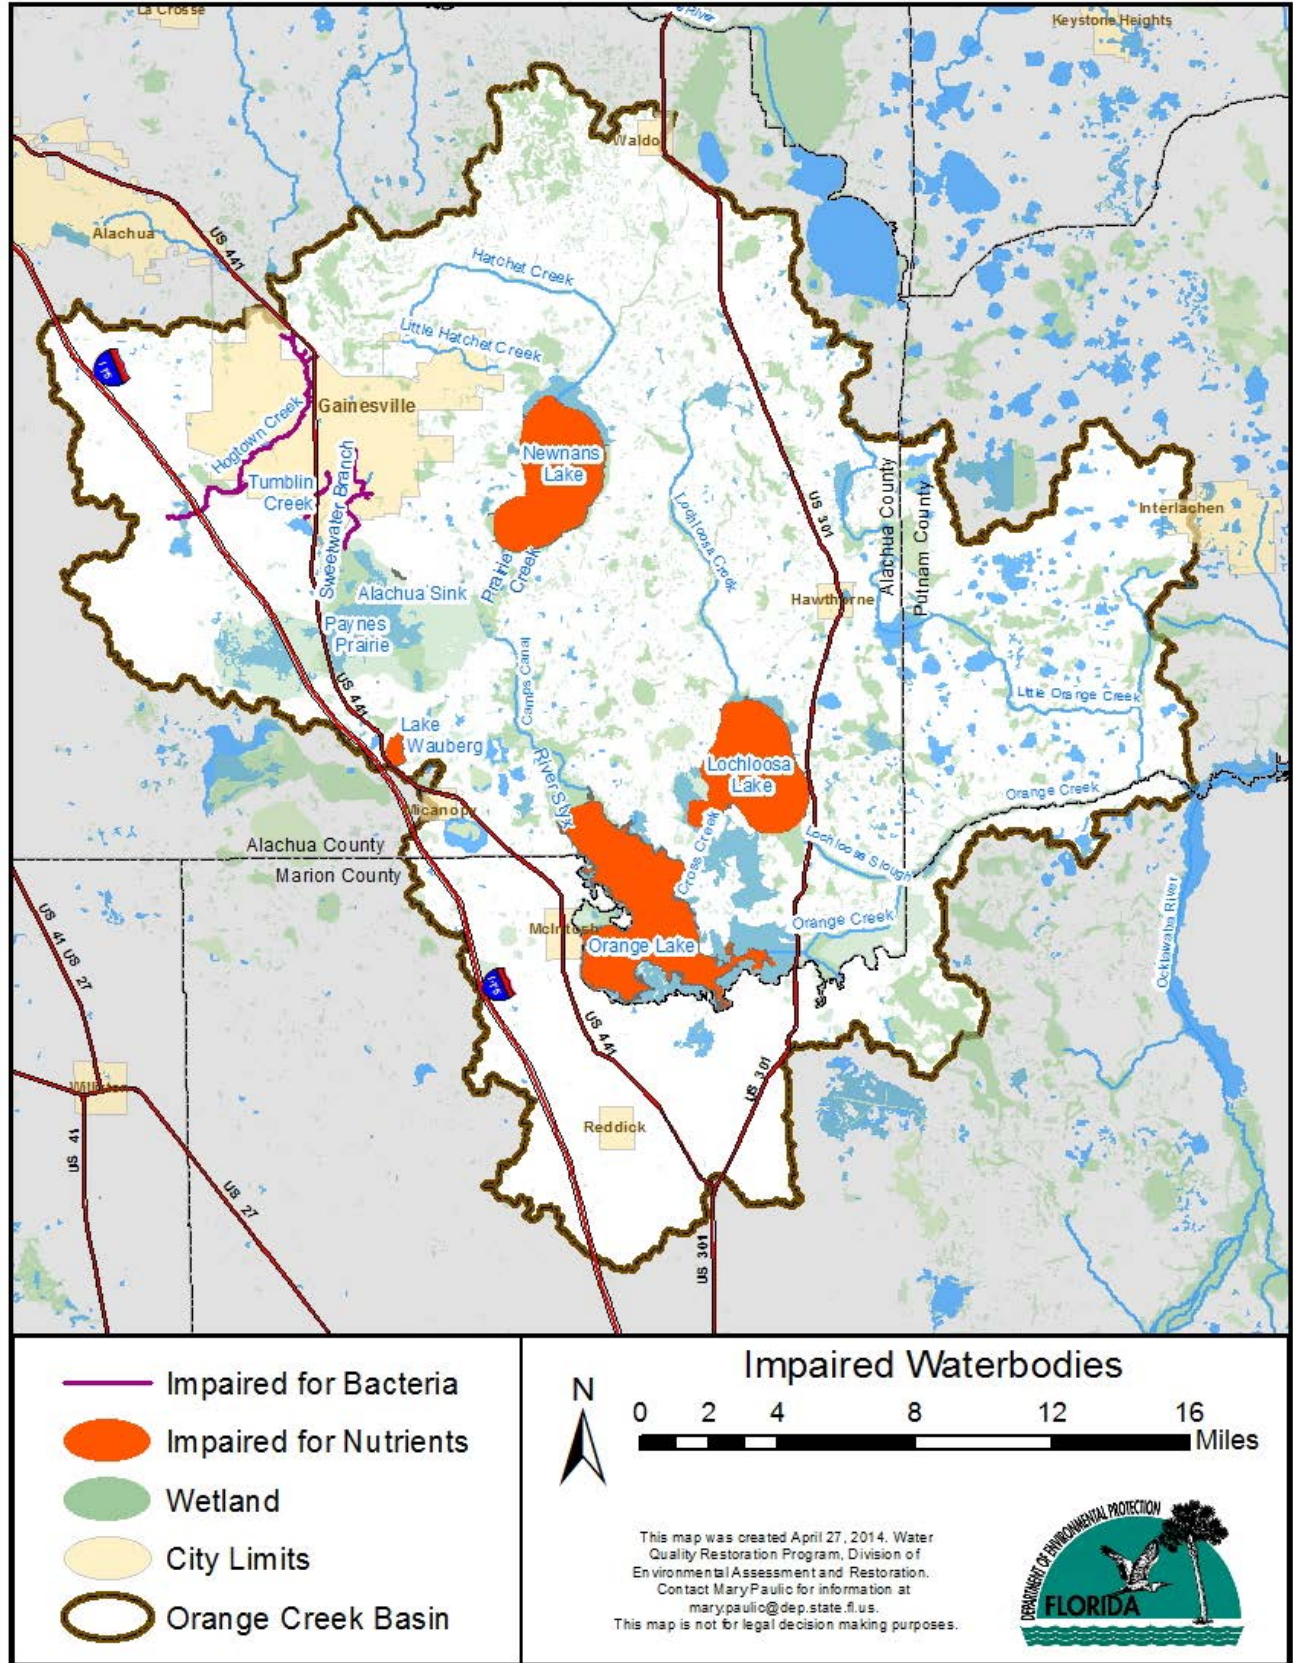 La Crosse
River
Keystone Heights
Waldo
Alachua
US 441
Hatchet Creek
Little Hatchet Creek
I-75
Gainesville
Hogtown Creek
Newnans
Lake
Tumblin
Creek
Sweetwater Branch
Lochloosa Creek
US 301
Alachua County
Putnam County
Interlachen
Prairie
Creek
Alachua Sink
Hawthorne
Paynes
Prairie
Camps Canal
US 441
Little Orange Creek
Lake
Wauberg
River Styx
Lochloosa
Lake
Orange Creek
Micanopy
Cross Creek
Lochloosa Slough
Alachua County
Marion County
Ocklawaha River
US 41 US 27
McIntosh
Orange Lake
Orange Creek
I-75
US 441
US 301
Williston
Reddick
US 41
US 27
US 301
Impaired for Bacteria
Impaired for Nutrients
Wetland
City Limits
Orange Creek Basin
Impaired Waterbodies
N
0 2 4 8 12 16
Miles
This map was created April 27, 2014. Water
Quality Restoration Program, Division of
Environmental Assessment and Restoration.
Contact Mary Paulic for information at
mary.paulic@dep.state.fl.us.
This map is not for legal decision making purposes.
DEPARTMENT OF ENVIRONMENTAL PROTECTION
FLORIDA